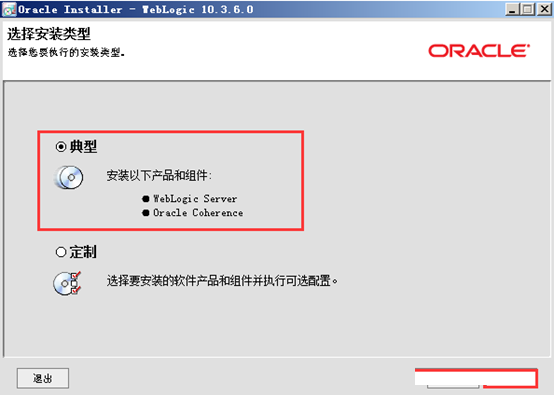 Oracle Installer - WebLogic 10.3.6.0
选择安装类型
选择您要执行的安装类型。
ORACLE
典型
安装以下产品和组件:
WebLogic Server
Oracle Coherence
定制
选择要安装的软件产品和组件并执行可选配置。
退出